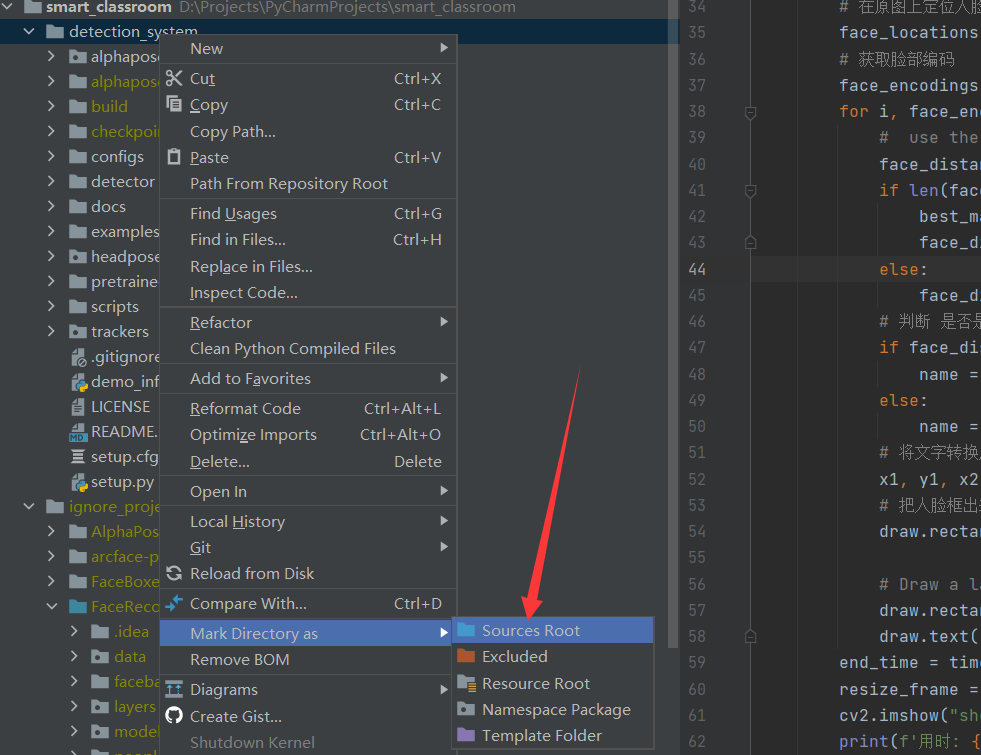 smart_classroom D:\Projects\PyCharmProjects\smart_classroom
detection_system
alphapose
alphapos
build
checkpoi
configs
detector
docs
examples
headpose
pretraine
scripts
trackers
.gitignore
demo_inf
LICENSE
README.
setup.cfg
setup.py
ignore_proje
AlphaPos
arcface-p
FaceBoxe
FaceReco
.idea
data
faceba
layers
mode
New
Cut Ctrl+X
Copy Ctrl+C
Copy Path...
Paste Ctrl+V
Path From Repository Root
Find Usages Ctrl+G
Find in Files... Ctrl+H
Replace in Files...
Inspect Code...
Refactor
Clean Python Compiled Files
Add to Favorites
Reformat Code Ctrl+Alt+L
Optimize Imports Ctrl+Alt+O
Delete... Delete
Open In
Local History
Git
Reload from Disk
Compare With... Ctrl+D
Mark Directory as
Remove BOM
Diagrams
Create Gist...
Shutdown Kernel
Sources Root
Excluded
Resource Root
Namespace Package
Template Folder
34 # 在原图上定位人脸
35 face_locations
36 # 获取脸部编码
37 face_encodings
38 for i, face_en
39 # use the
40 face_distan
41 if len(fac
42 best_ma
43 face_di
44 else:
45 face_di
46 # 判断 是否是
47 if face_dis
48 name =
49 else:
50 name =
51 # 将文字转换
52 x1, y1, x2
53 # 把人脸框出
54 draw.rectan
55
56 # Draw a la
57 draw.rectan
58 draw.text(
59 end_time = tim
60 resize_frame =
61 cv2.imshow("sh
62 print(f'用时: {